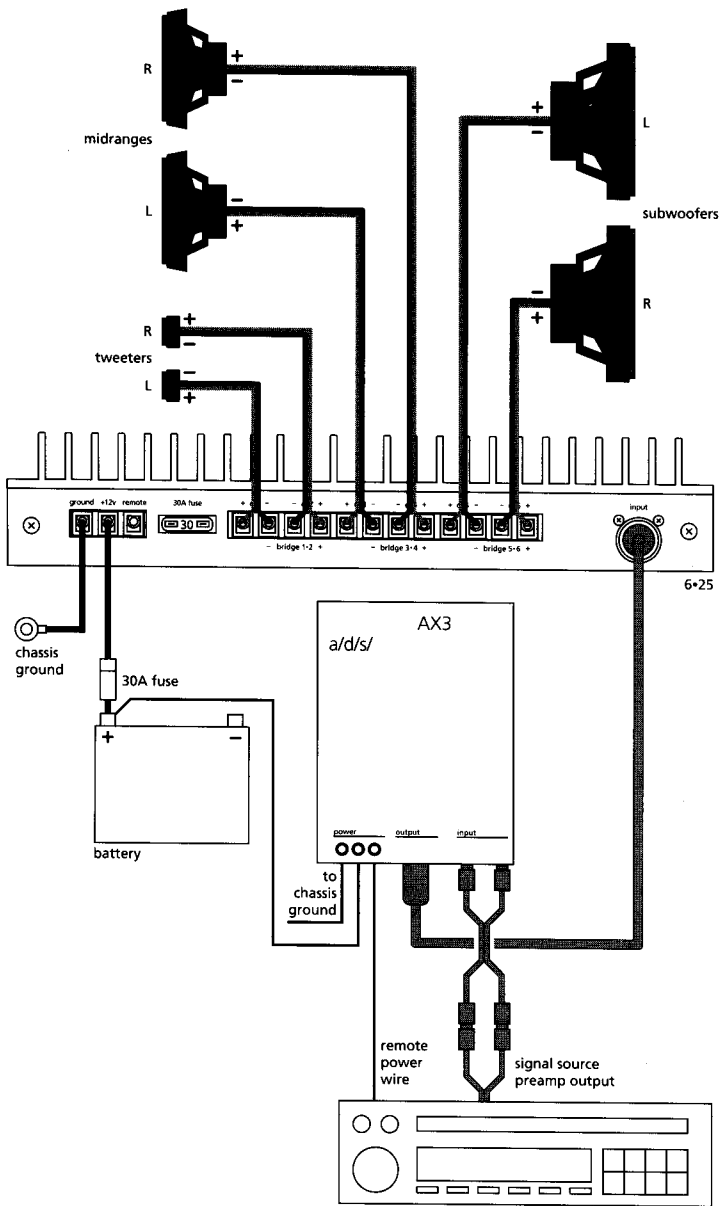 R
+
−
midranges
L
−
+
R
+
−
tweeters
L
−
+
+
−
L
subwoofers
−
+
R
ground +12v remote
30A fuse
30
+ − − + + − − + + − − +
− bridge 1•2 + − bridge 3•4 + − bridge 5•6 +
input
6•25
chassis
ground
30A fuse
+ −
battery
AX3
a/d/s/
power output input
to
chassis
ground
remote
power
wire
signal source
preamp output